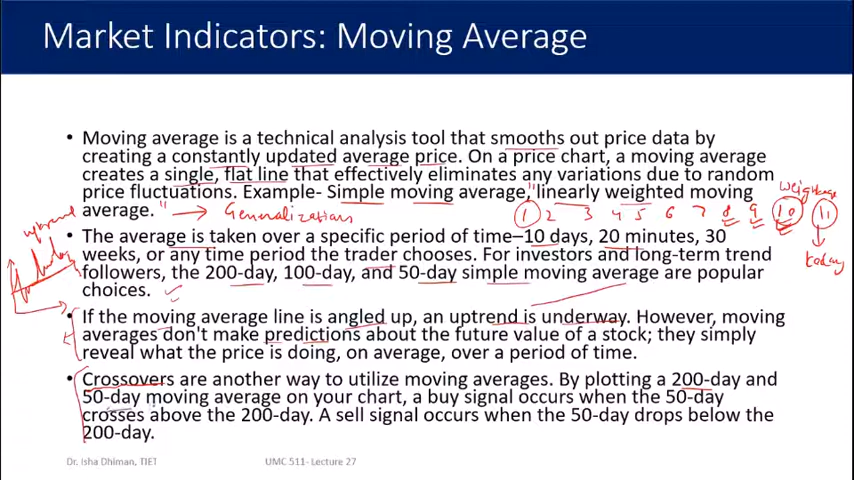 Market Indicators: Moving Average
• Moving average is a technical analysis tool that smooths out price data by
creating a constantly updated average price. On a price chart, a moving average
creates a single, flat line that effectively eliminates any variations due to random
price fluctuations. Example- Simple moving average, "linearly weighted moving
average." → Generalizations
weightage
1 2 3 4 5 6 7 8 9 10 11
today
uptrend
• The average is taken over a specific period of time–10 days, 20 minutes, 30
weeks, or any time period the trader chooses. For investors and long-term trend
followers, the 200-day, 100-day, and 50-day simple moving average are popular
choices.
• If the moving average line is angled up, an uptrend is underway. However, moving
averages don't make predictions about the future value of a stock; they simply
reveal what the price is doing, on average, over a period of time.
• Crossovers are another way to utilize moving averages. By plotting a 200-day and
50-day moving average on your chart, a buy signal occurs when the 50-day
crosses above the 200-day. A sell signal occurs when the 50-day drops below the
200-day.
Dr. Isha Dhiman, TIET UMC 511- Lecture 27